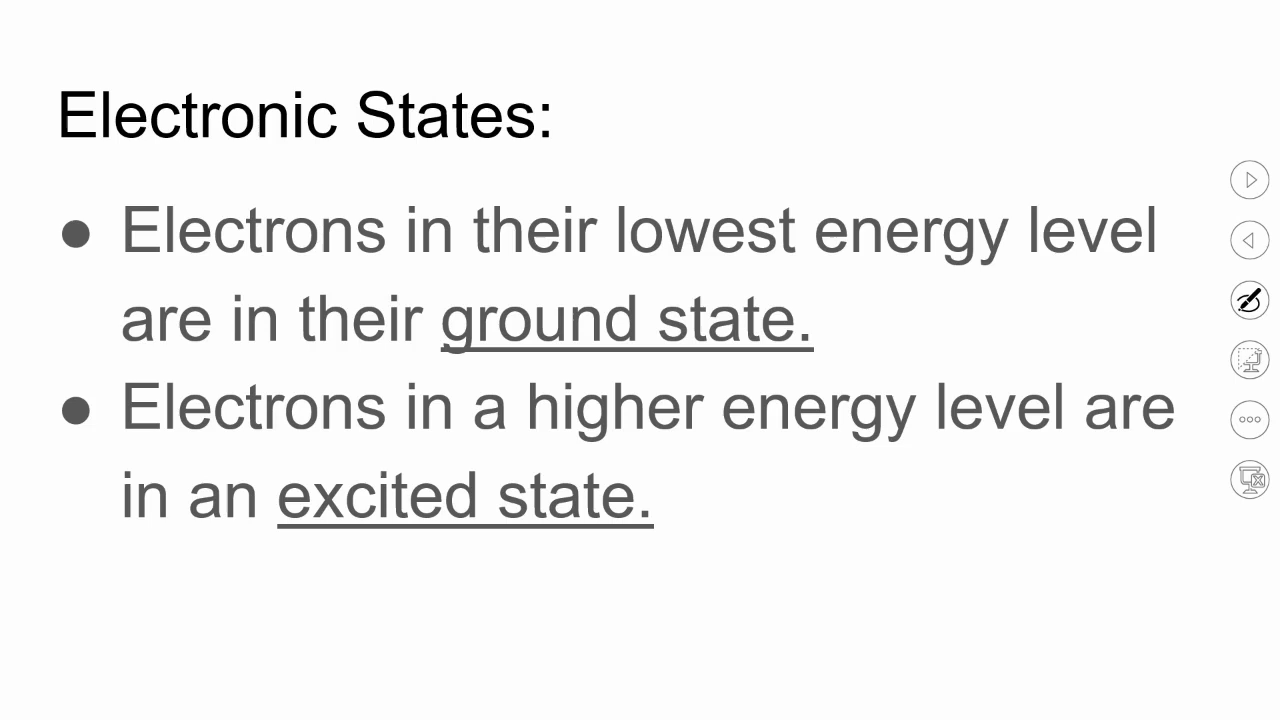 Electronic States:
● Electrons in their lowest energy level
are in their ground state.
● Electrons in a higher energy level are
in an excited state.